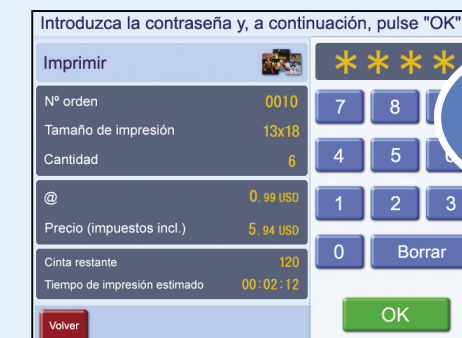 Introduzca la contraseña y, a continuación, pulse "OK"
Imprimir
Nº orden 0010
Tamaño de impresión 13x18
Cantidad 6
@ 0.99 USD
Precio (impuestos incl.) 5.94 USD
Cinta restante 120
Tiempo de impresión estimado 00:02:12
Volver
****
7 8
4 5
1 2 3
0 Borrar
OK